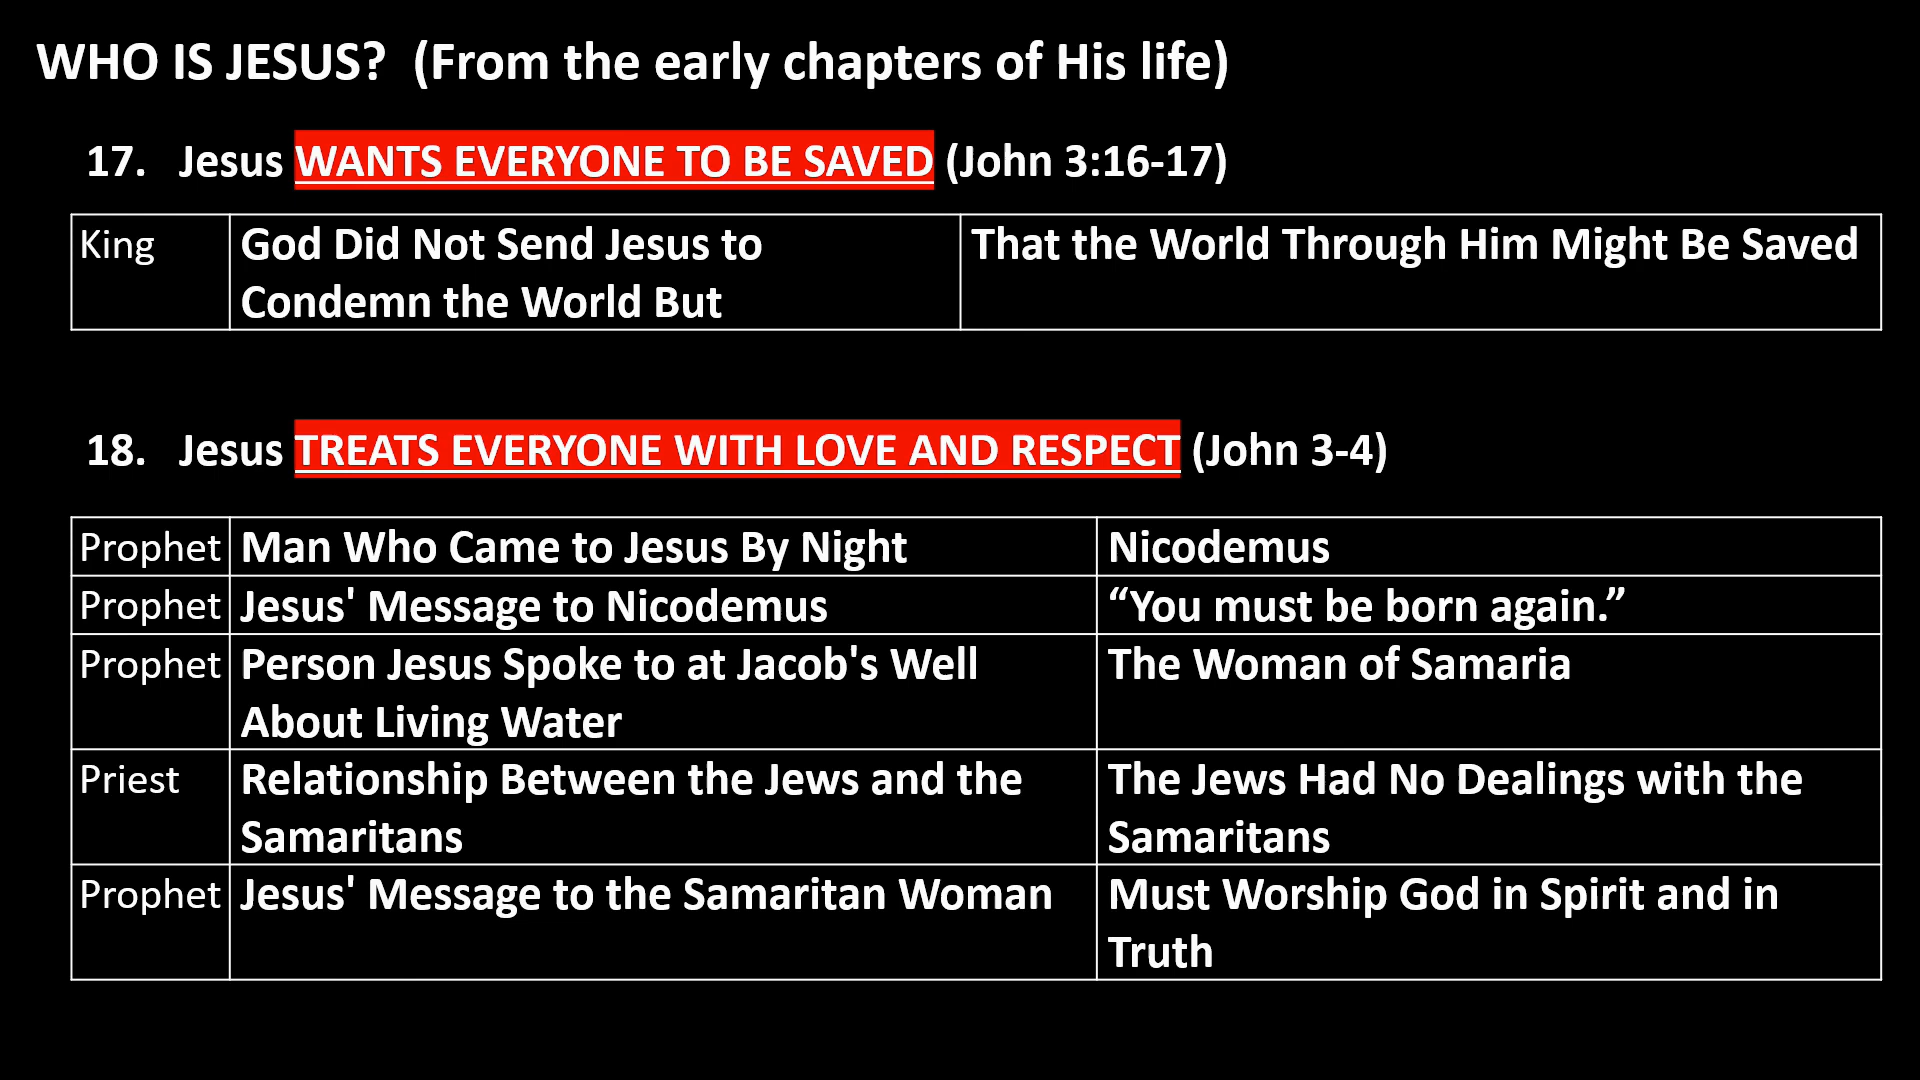 WHO IS JESUS? (From the early chapters of His life)
17. Jesus WANTS EVERYONE TO BE SAVED (John 3:16-17)
King
God Did Not Send Jesus to
Condemn the World But
That the World Through Him Might Be Saved
18. Jesus TREATS EVERYONE WITH LOVE AND RESPECT (John 3-4)
Prophet
Man Who Came to Jesus By Night
Nicodemus
Prophet
Jesus' Message to Nicodemus
“You must be born again.”
Prophet
Person Jesus Spoke to at Jacob's Well
About Living Water
The Woman of Samaria
Priest
Relationship Between the Jews and the
Samaritans
The Jews Had No Dealings with the
Samaritans
Prophet
Jesus' Message to the Samaritan Woman
Must Worship God in Spirit and in
Truth